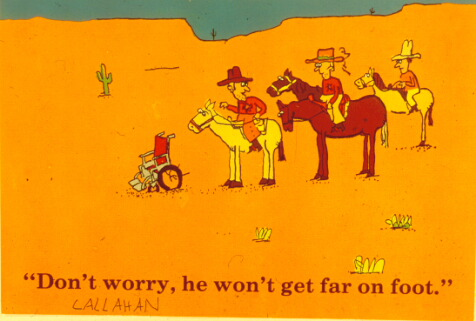 “Don't worry, he won't get far on foot.”
CALLAHAN